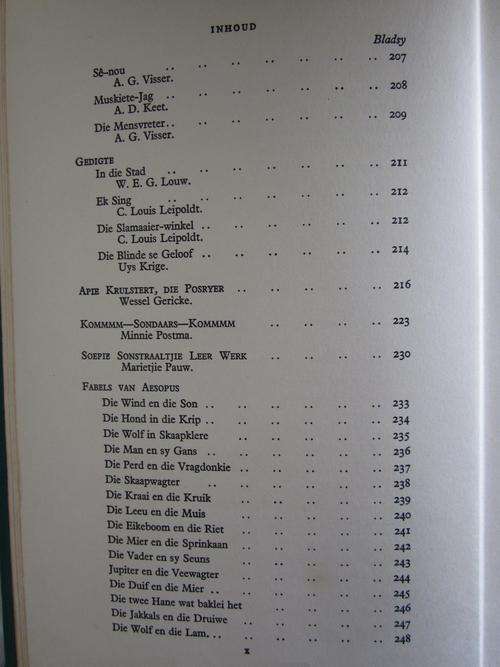 INHOUD
Bladsy
Sê-nou .. .. .. .. .. .. .. 207
A. G. Visser.
Muskiete-Jag .. .. .. .. .. .. 208
A. D. Keet.
Die Mensvreter.. .. .. .. .. .. 209
A. G. Visser.
GEDIGTE
In die Stad .. .. .. .. .. .. 211
W. E. G. Louw.
Ek Sing .. .. .. .. .. .. 212
C. Louis Leipoldt.
Die Slamaaier-winkel .. .. .. .. .. 212
C. Louis Leipoldt.
Die Blinde se Geloof .. .. .. .. .. 214
Uys Krige.
APIE KRULSTERT, DIE POSRYER .. .. .. .. 216
Wessel Gericke.
KOMMMM—SONDAARS—KOMMMM .. .. .. 223
Minnie Postma.
SOEPIE SONSTRAALTJIE LEER WERK .. .. .. .. 230
Marietjie Pauw.
FABELS VAN AESOPUS
Die Wind en die Son .. .. .. .. .. 233
Die Hond in die Krip .. .. .. .. .. 234
Die Wolf in Skaapklere .. .. .. .. .. 235
Die Man en sy Gans .. .. .. .. .. 236
Die Perd en die Vragdonkie .. .. .. .. .. 237
Die Skaapwagter .. .. .. .. .. 238
Die Kraai en die Kruik .. .. .. .. 239
Die Leeu en die Muis .. .. .. .. .. 240
Die Eikeboom en die Riet .. .. .. .. .. 241
Die Mier en die Sprinkaan .. .. .. .. .. 242
Die Vader en sy Seuns .. .. .. .. .. 243
Jupiter en die Veewagter .. .. .. .. .. 244
Die Duif en die Mier .. .. .. .. .. 245
Die twee Hane wat baklei het .. .. .. .. 246
Die Jakkals en die Druiwe .. .. .. .. .. 247
Die Wolf en die Lam. .. .. .. .. .. 248
x